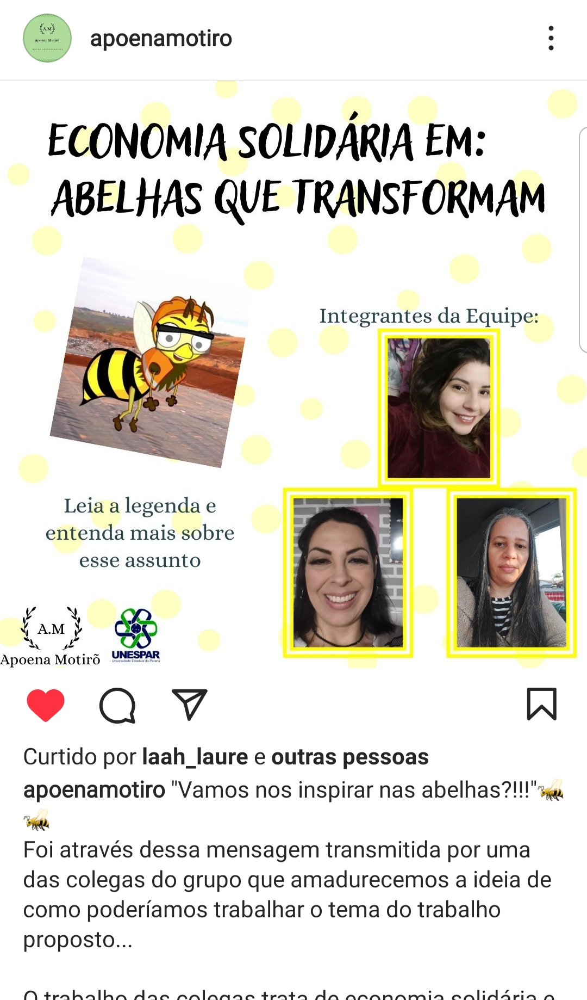 A.M
Apoena Motirõ
apoenamotiro
ECONOMIA SOLIDÁRIA EM:
ABELHAS QUE TRANSFORMAM
Integrantes da Equipe:
Leia a legenda e
entenda mais sobre
esse assunto
A.M
Apoena Motirõ
UNESPAR
Universidade Estadual do Paraná
Curtido por laah_laure e outras pessoas
apoenamotiro "Vamos nos inspirar nas abelhas?!!!"🐝
🐝
Foi através dessa mensagem transmitida por uma
das colegas do grupo que amadurecemos a ideia de
como poderíamos trabalhar o tema do trabalho
proposto...
O trabalho das colegas trata de economia solidária e